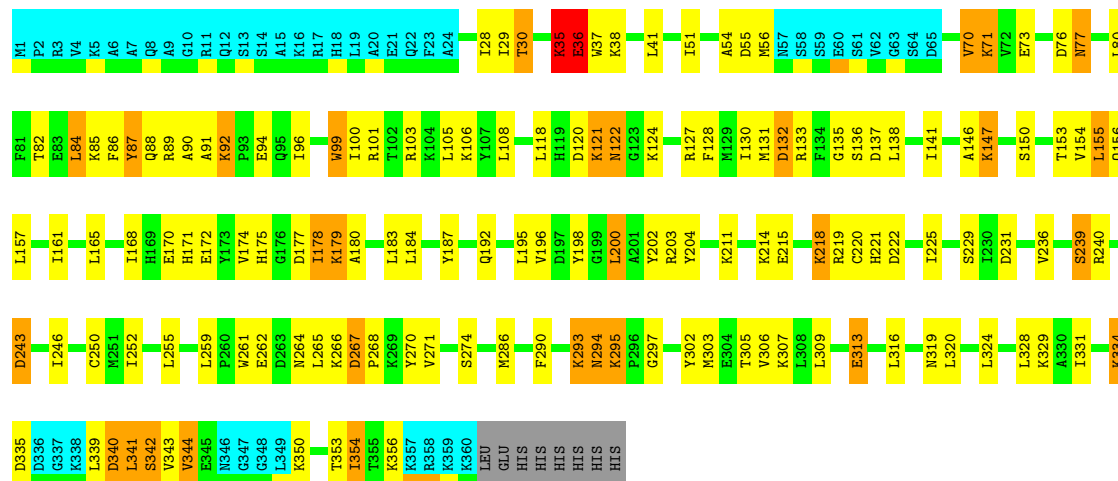 M1 P2 R3 V4 K5 A6 A7 Q8 A9 G10 R11 Q12 S13 S14 A15 K16 R17 H18 L19 A20 E21 Q22 F23 A24 I28 I29 T30 K35 E36 W37 K38 L41 I51 A54 D55 M56 N57 S58 S59 E60 S61 V62 G63 S64 D65 V70 K71 V72 E73 D76 N77 I80
F81 T82 E83 L84 K85 F86 Y87 Q88 R89 A90 A91 K92 P93 E94 Q95 I96 W99 I100 R101 T102 R103 K104 L105 K106 Y107 L108 L118 H119 D120 K121 N122 G123 K124 R127 F128 M129 I130 M131 D132 R133 F134 G135 S136 D137 L138 I141 A146 K147 S150 T153 V154 L155 Q156
L157 I161 L165 I168 H169 E170 H171 E172 Y173 V174 H175 G176 D177 I178 K179 A180 L183 L184 Y187 Q192 L195 V196 D197 Y198 G199 L200 A201 Y202 R203 Y204 K211 K214 E215 K218 R219 C220 H221 D222 I225 S229 I230 D231 V236 S239 R240
D243 I246 C250 M251 I252 L255 L259 P260 W261 E262 D263 N264 L265 K266 D267 P268 K269 Y270 V271 S274 M286 F290 K293 N294 K295 P296 G297 Y302 M303 E304 T305 V306 K307 L308 L309 E313 L316 N319 L320 L324 L328 K329 A330 I331 K334
D335 D336 G337 K338 L339 D340 L341 S342 V343 V344 E345 N346 G347 G348 L349 K350 T353 I354 T355 K356 K357 R358 K359 K360 LEU GLU HIS HIS HIS HIS HIS HIS